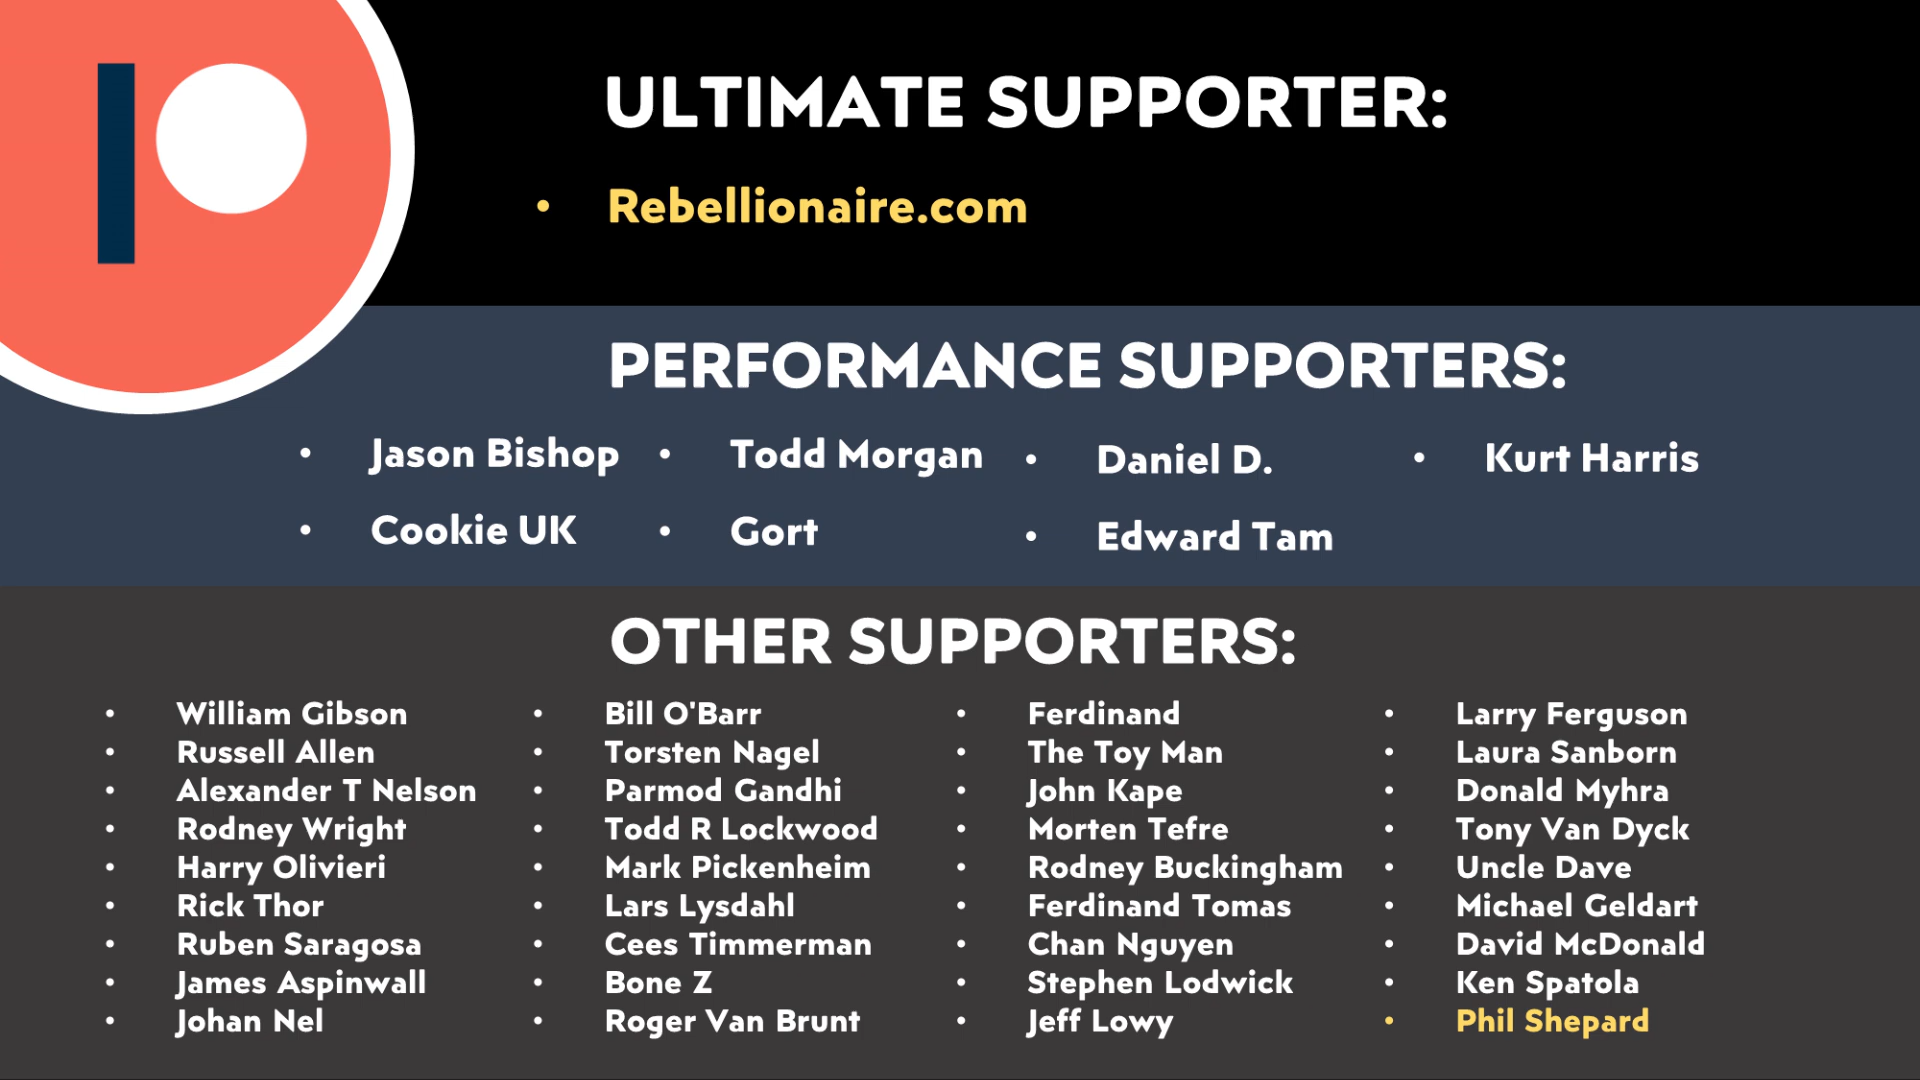 ULTIMATE SUPPORTER:
• Rebellionaire.com
PERFORMANCE SUPPORTERS:
• Jason Bishop
• Cookie UK
• Todd Morgan
• Gort
• Daniel D.
• Edward Tam
• Kurt Harris
OTHER SUPPORTERS:
• William Gibson
• Russell Allen
• Alexander T Nelson
• Rodney Wright
• Harry Olivieri
• Rick Thor
• Ruben Saragosa
• James Aspinwall
• Johan Nel
• Bill O'Barr
• Torsten Nagel
• Parmod Gandhi
• Todd R Lockwood
• Mark Pickenheim
• Lars Lysdahl
• Cees Timmerman
• Bone Z
• Roger Van Brunt
• Ferdinand
• The Toy Man
• John Kape
• Morten Tefre
• Rodney Buckingham
• Ferdinand Tomas
• Chan Nguyen
• Stephen Lodwick
• Jeff Lowy
• Larry Ferguson
• Laura Sanborn
• Donald Myhra
• Tony Van Dyck
• Uncle Dave
• Michael Geldart
• David McDonald
• Ken Spatola
• Phil Shepard